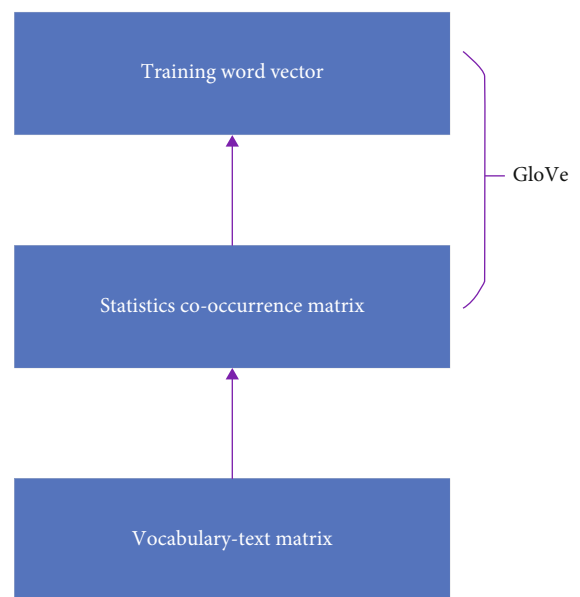 Training word vector
GloVe
Statistics co-occurrence matrix
Vocabulary-text matrix